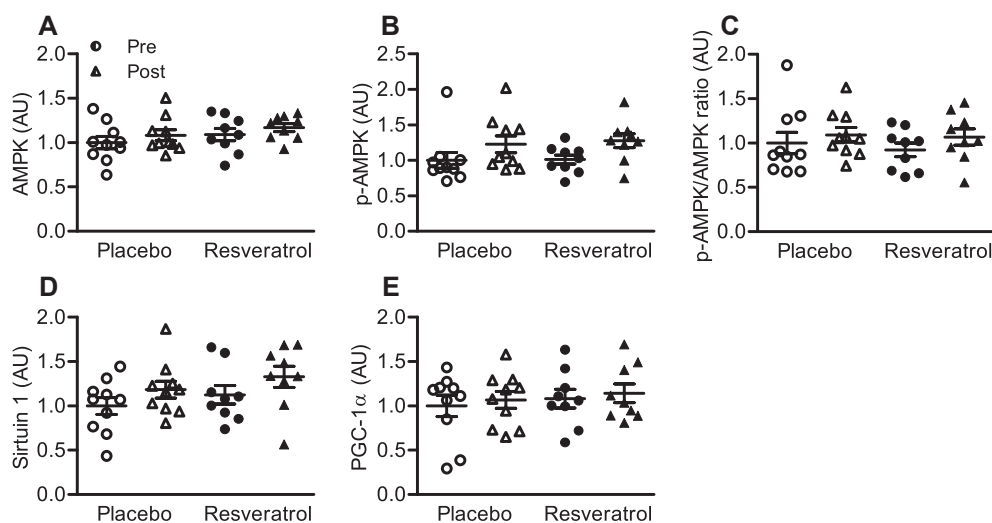 A
AMPK (AU)
2.0
1.5
1.0
0.5
0.0
Pre
Post
Placebo
Resveratrol
B
p-AMPK (AU)
2.5
2.0
1.5
1.0
0.5
0.0
Placebo
Resveratrol
C
p-AMPK/AMPK ratio (AU)
2.0
1.5
1.0
0.5
0.0
Placebo
Resveratrol
D
Sirtuin 1 (AU)
2.0
1.5
1.0
0.5
0.0
Placebo
Resveratrol
E
PGC-1α (AU)
2.0
1.5
1.0
0.5
0.0
Placebo
Resveratrol